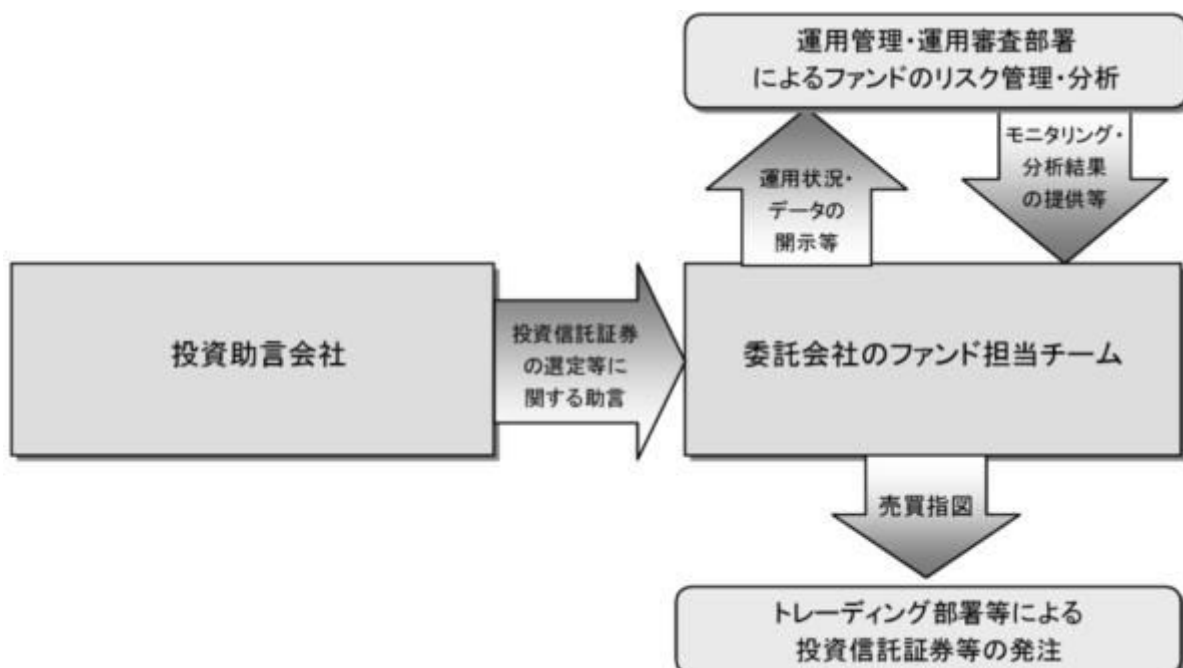 運用管理・運用審査部署
によるファンドのリスク管理・分析
運用状況・
データの
開示等
モニタリング・
分析結果
の提供等
投資助言会社
投資信託証券
の選定等に
関する助言
委託会社のファンド担当チーム
売買指図
トレーディング部署等による
投資信託証券等の発注